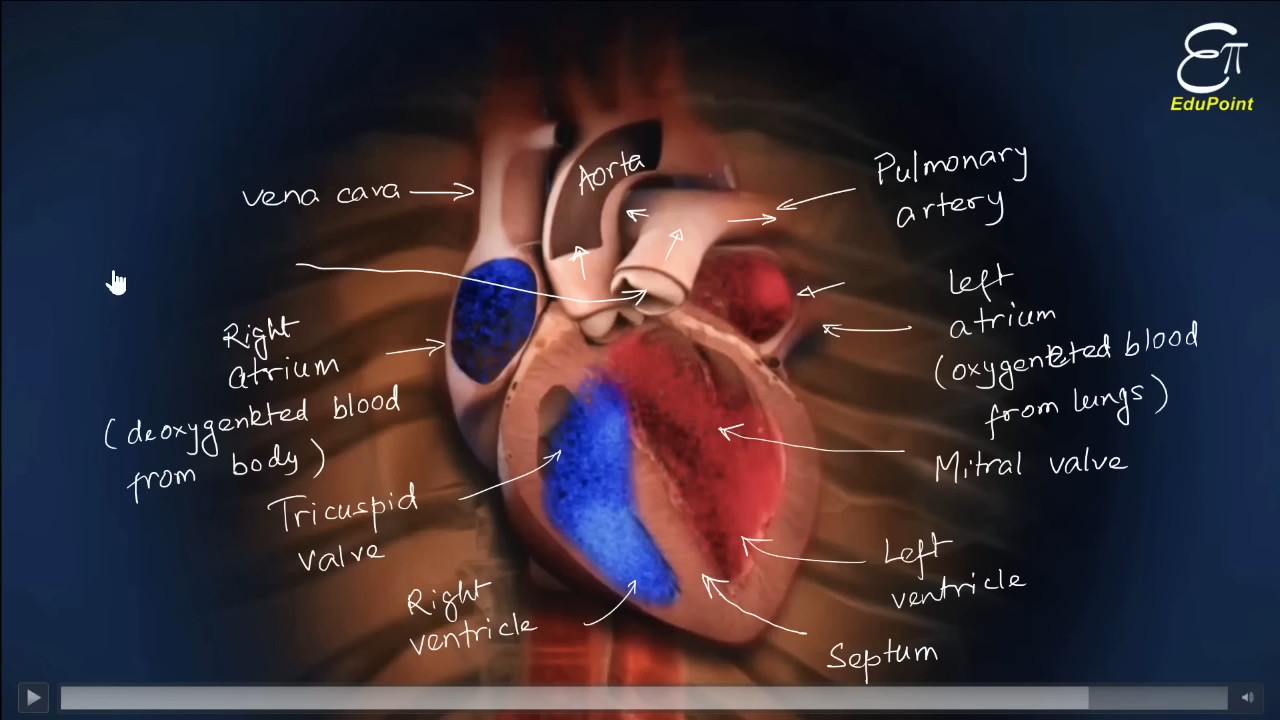 επ
EduPoint
Aorta
vena cava
Pulmonary
artery
Right
atrium
(deoxygenated blood
from body)
left
atrium
(oxygenated blood
from lungs)
Mitral valve
Tricuspid
valve
Left
ventricle
Right
ventricle
Septum